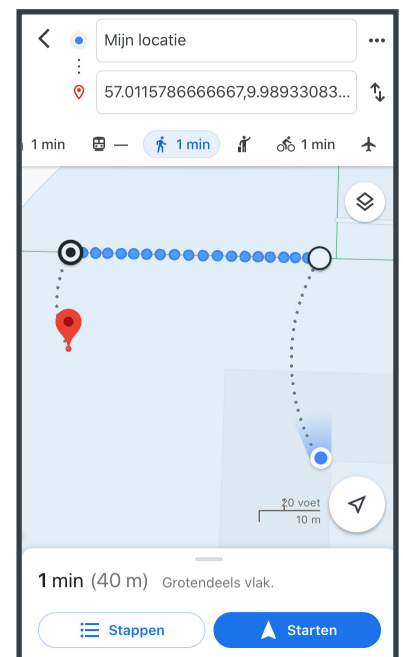 Mijn locatie
57.0115786666667,9.98933083...
1 min
—
1 min
1 min
20 voet
10 m
1 min (40 m) Grotendeels vlak.
Stappen
Starten